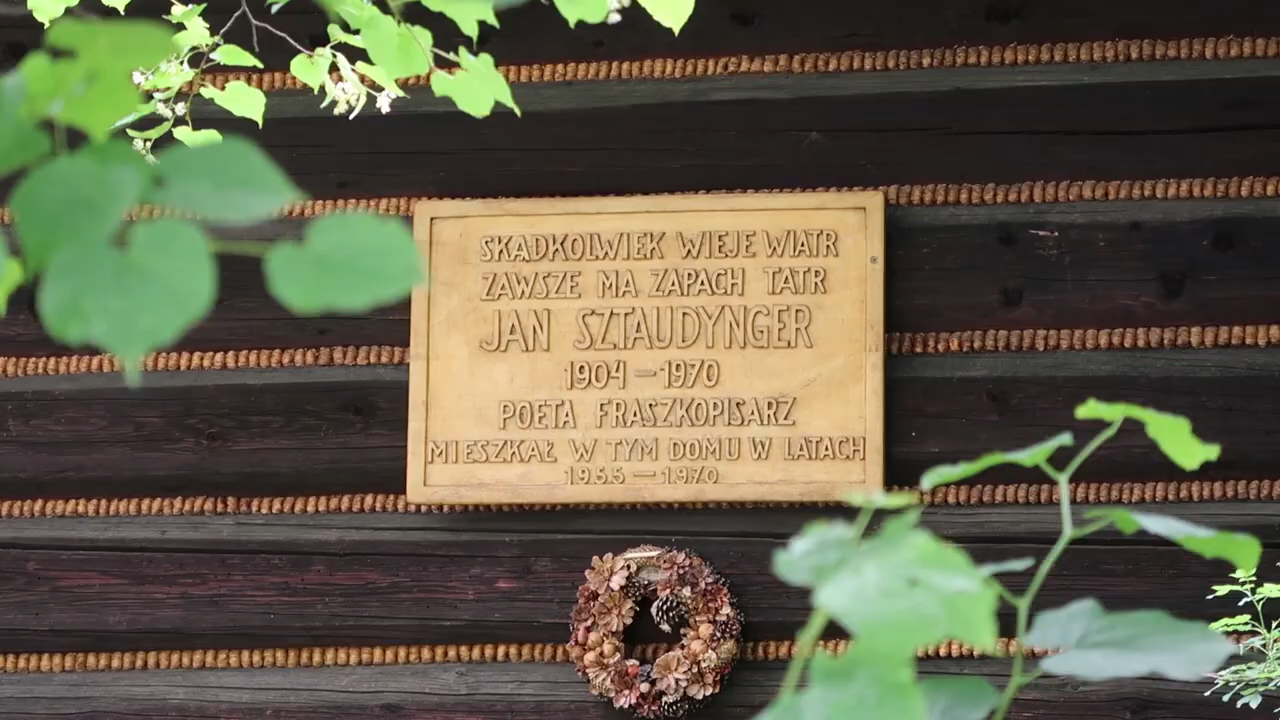 SKĄDKOLWIEK WIEJE WIATR
ZAWSZE MA ZAPACH TATR
JAN SZTAUDYNGER
1904 – 1970
POETA FRASZKOPISARZ
MIESZKAŁ W TYM DOMU W LATACH
1955 – 1970